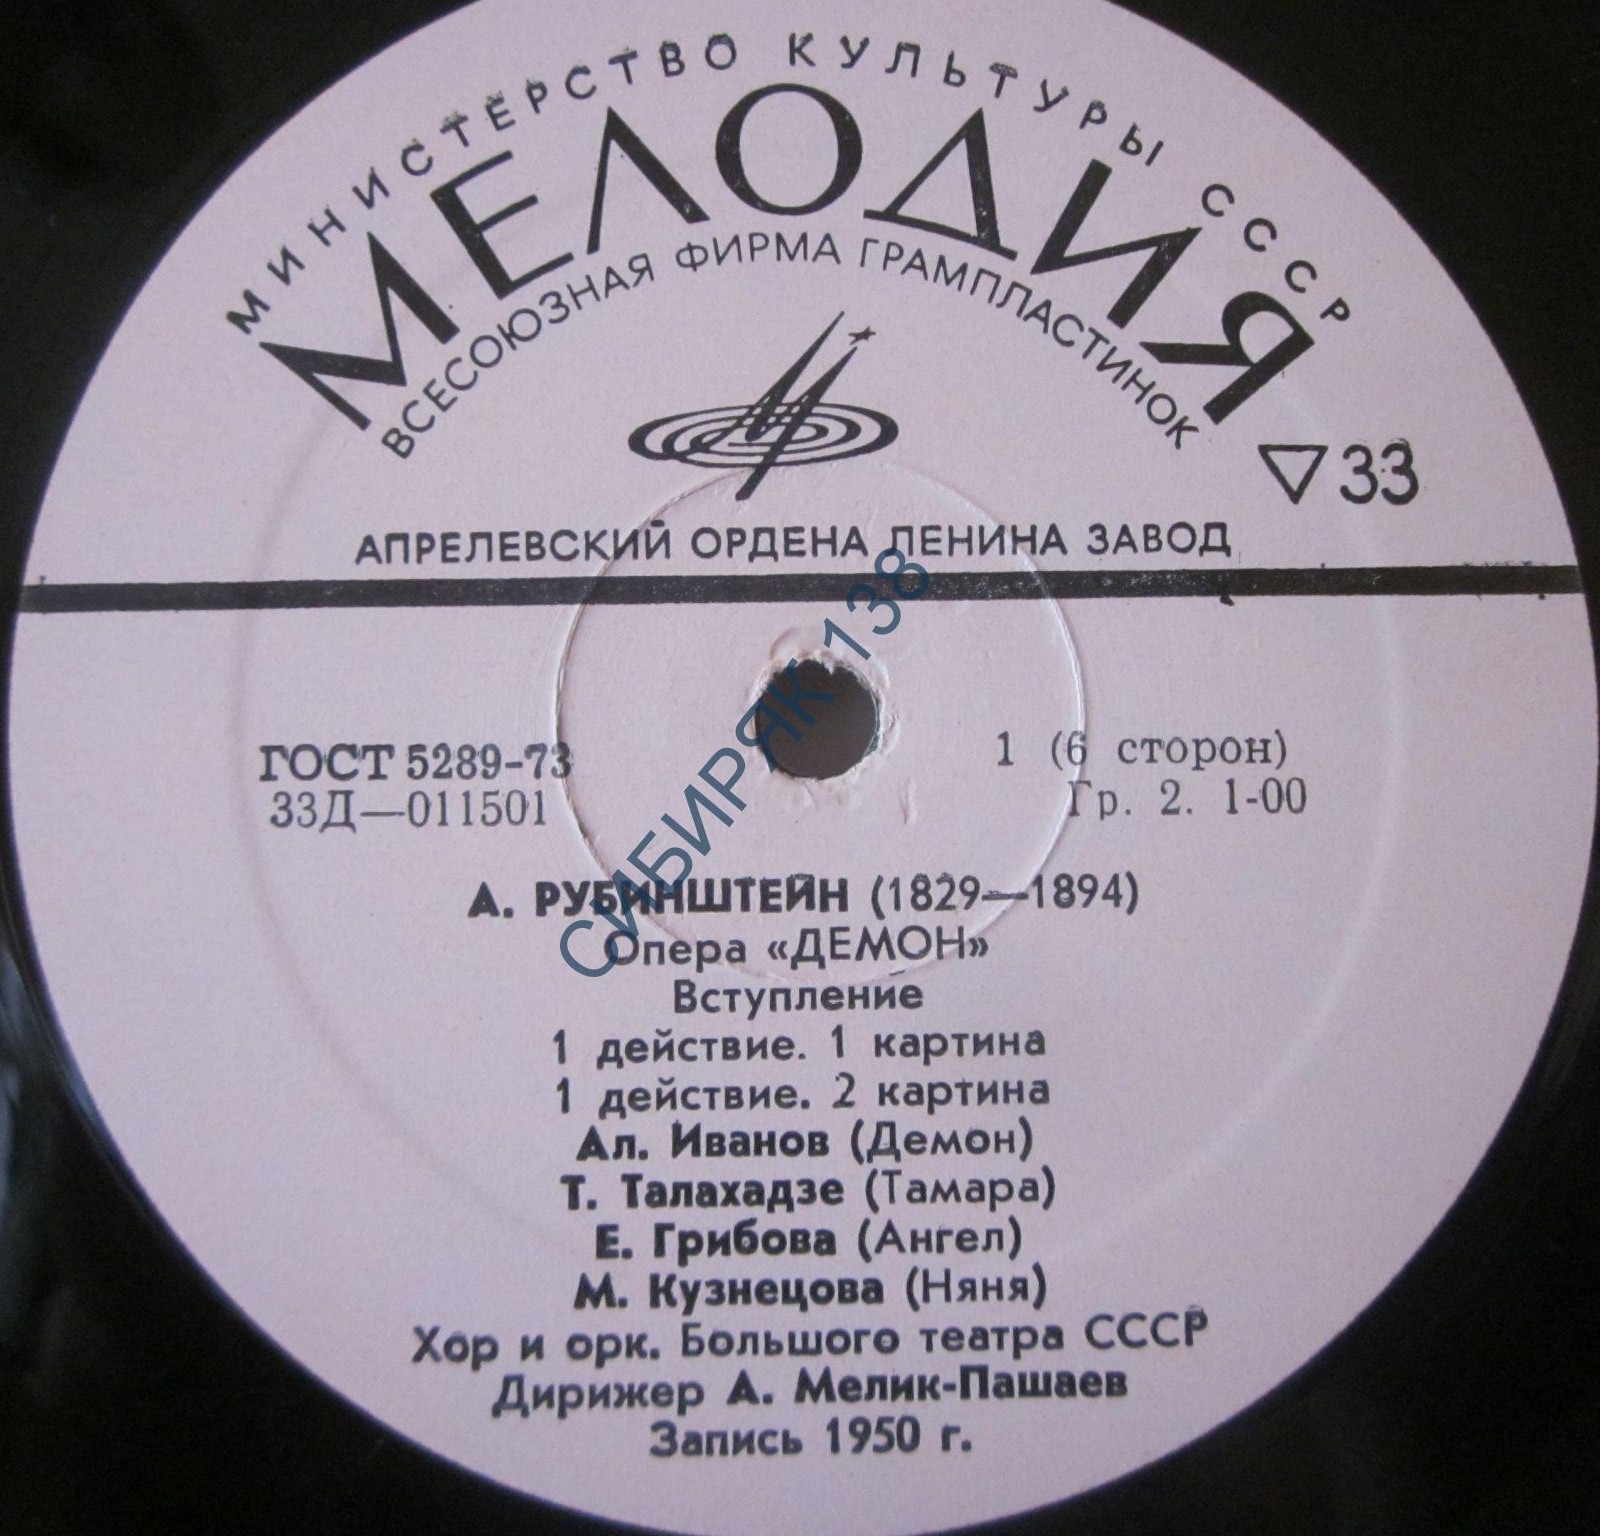 МИНИСТЕРСТВО КУЛЬТУРЫ СССР
МЕЛОДИЯ
ВСЕСОЮЗНАЯ ФИРМА ГРАМПЛАСТИНОК
▽33
АПРЕЛЕВСКИЙ ОРДЕНА ЛЕНИНА ЗАВОД
ГОСТ 5289-73
33Д—011501
1 (6 сторон)
Гр. 2. 1-00
А. РУБИНШТЕЙН (1829—1894)
Опера «ДЕМОН»
Вступление
1 действие. 1 картина
1 действие. 2 картина
Ал. Иванов (Демон)
Т. Талахадзе (Тамара)
Е. Грибова (Ангел)
М. Кузнецова (Няня)
Хор и орк. Большого театра СССР
Дирижер А. Мелик-Пашаев
Запись 1950 г.
СИБИРЯК 138